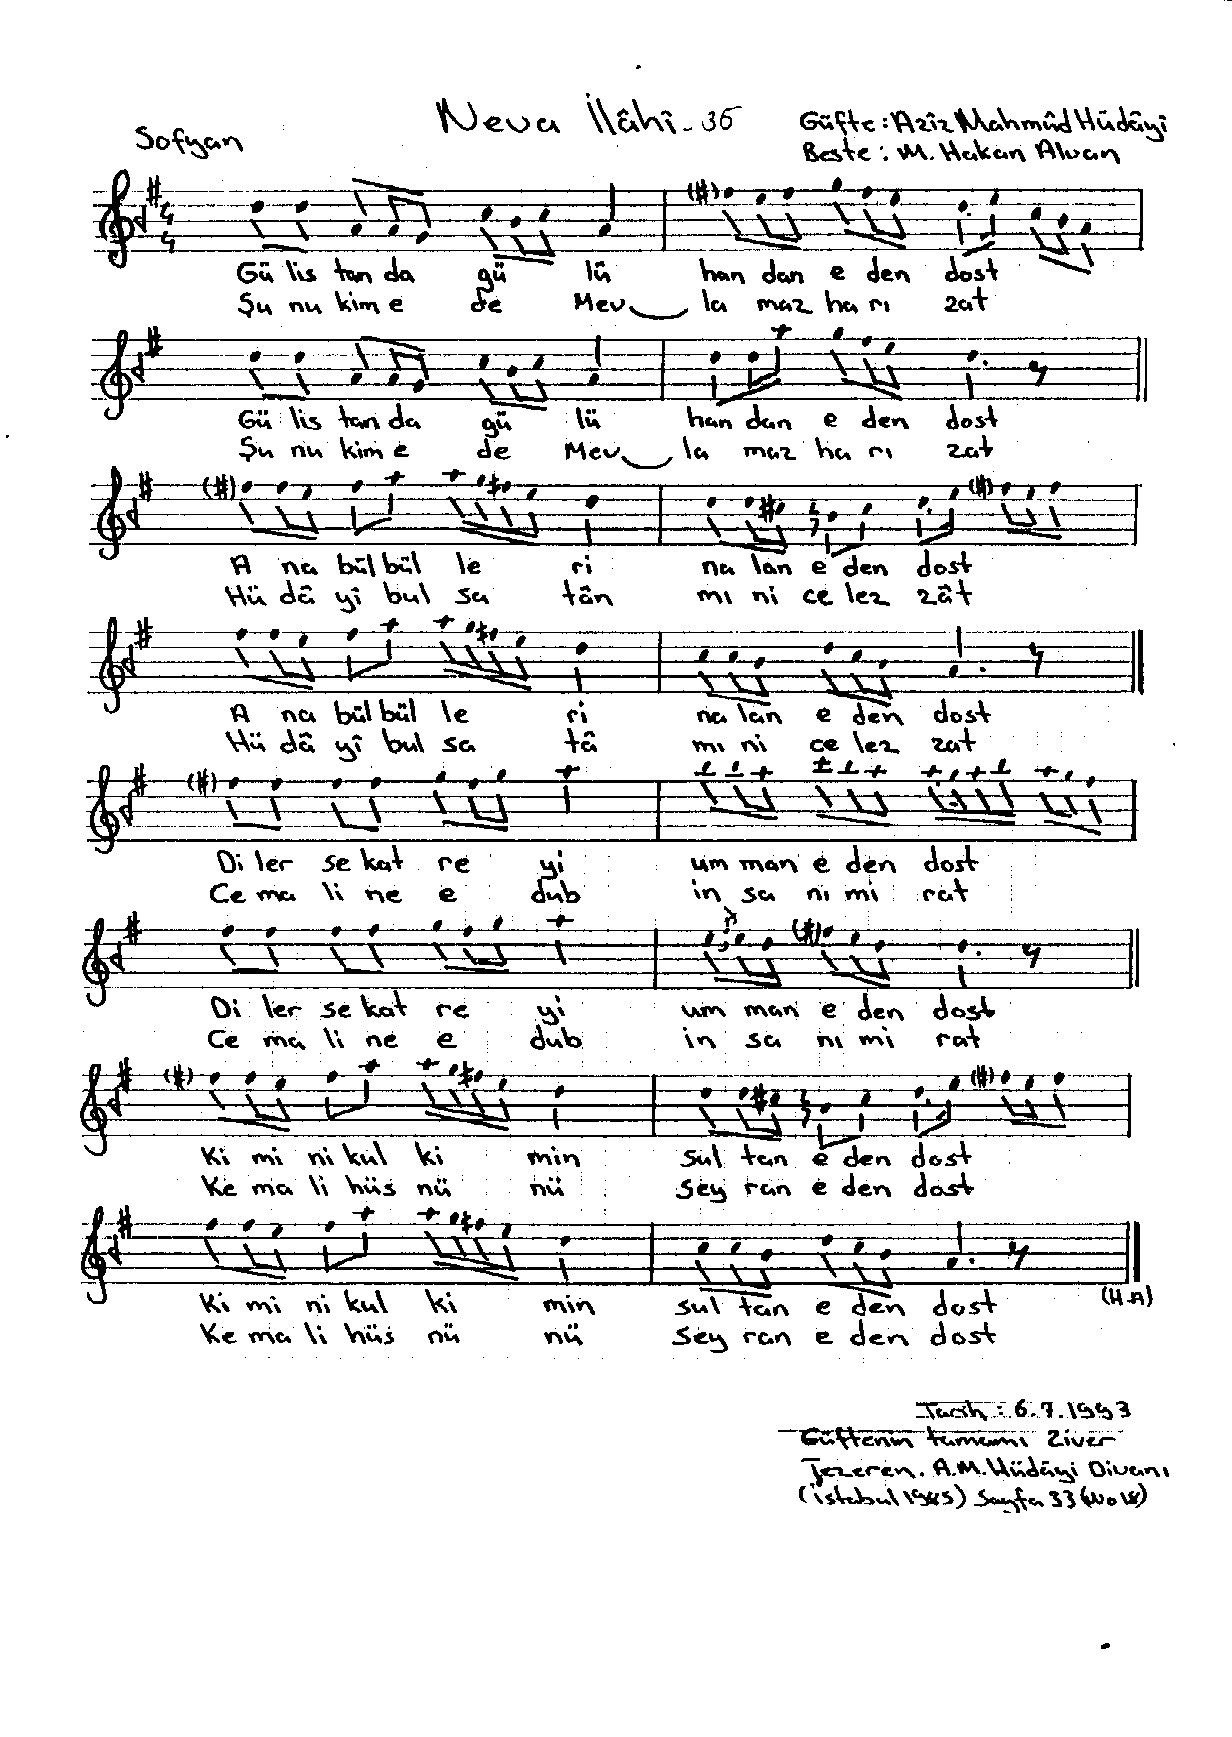 Neva İlâhî - 36
Sofyan
Güfte : Azîz Mahmûd Hüdâyî
Beste : M. Hakan Alvan
4
4
Gü lis tan da gü lü han dan e den dost
Şu nu kim e de Mev la maz ha rı zat
Gü lis tan da gü lü han dan e den dost
Şu nu kim e de Mev la maz ha rı zat
A na bül bül le ri na lan e den dost
Hü dâ yî bul sa tân mı ni ce lez zât
A na bül bül le ri na lan e den dost
Hü dâ yî bul sa tâ mı ni ce lez zat
Di ler se kat re yi um man e den dost
Ce ma li ne e dub in sa nı mi rat
Di ler se kat re yi um man e den dost
Ce ma li ne e dub in sa nı mi rat
Ki mi ni kul ki min sul tan e den dost
Ke ma li hüs nü nü sey ran e den dost
Ki mi ni kul ki min sul tan e den dost
(H.A)
Ke ma li hüs nü nü sey ran e den dost
Tarih : 6.7.1993
Güftenin tamamı Ziver
Tezeren. A.M. Hüdâyi Divanı
(İstabul 1985) Sayfa 33 (No 18)